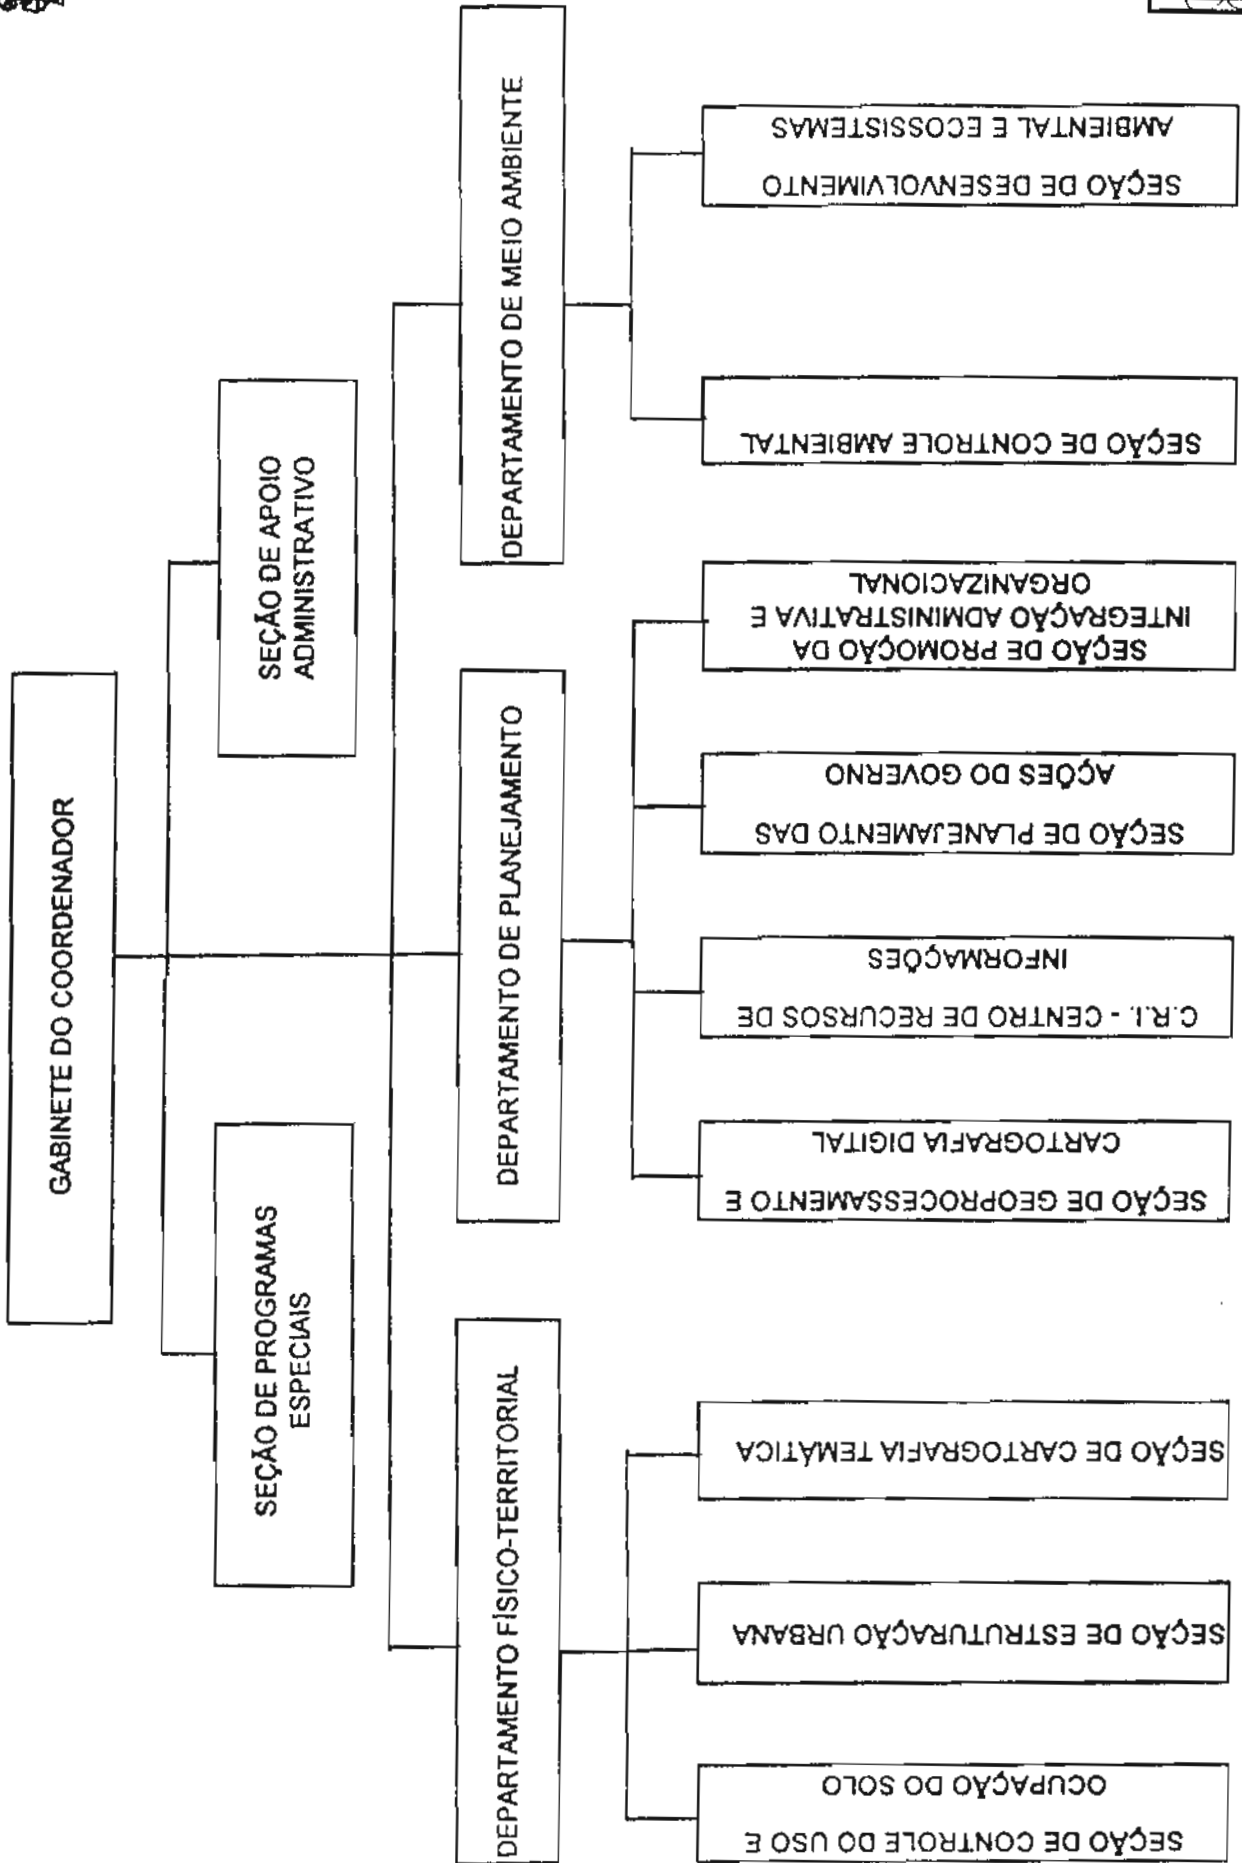 GABINETE DO COORDENADOR
SEÇÃO DE PROGRAMAS
ESPECIAIS
SEÇÃO DE APOIO
ADMINISTRATIVO
DEPARTAMENTO FÍSICO-TERRITORIAL
DEPARTAMENTO DE PLANEJAMENTO
DEPARTAMENTO DE MEIO AMBIENTE
SEÇÃO DE CONTROLE DO USO E
OCUPAÇÃO DO SOLO
SEÇÃO DE ESTRUTURAÇÃO URBANA
SEÇÃO DE CARTOGRAFIA TEMÁTICA
SEÇÃO DE GEOPROCESSAMENTO E
CARTOGRAFIA DIGITAL
C.R.I. - CENTRO DE RECURSOS DE
INFORMAÇÕES
SEÇÃO DE PLANEJAMENTO DAS
AÇÕES DO GOVERNO
SEÇÃO DE PROMOÇÃO DA
INTEGRAÇÃO ADMINISTRATIVA E
ORGANIZACIONAL
SEÇÃO DE CONTROLE AMBIENTAL
SEÇÃO DE DESENVOLVIMENTO
AMBIENTAL E ECOSSISTEMAS